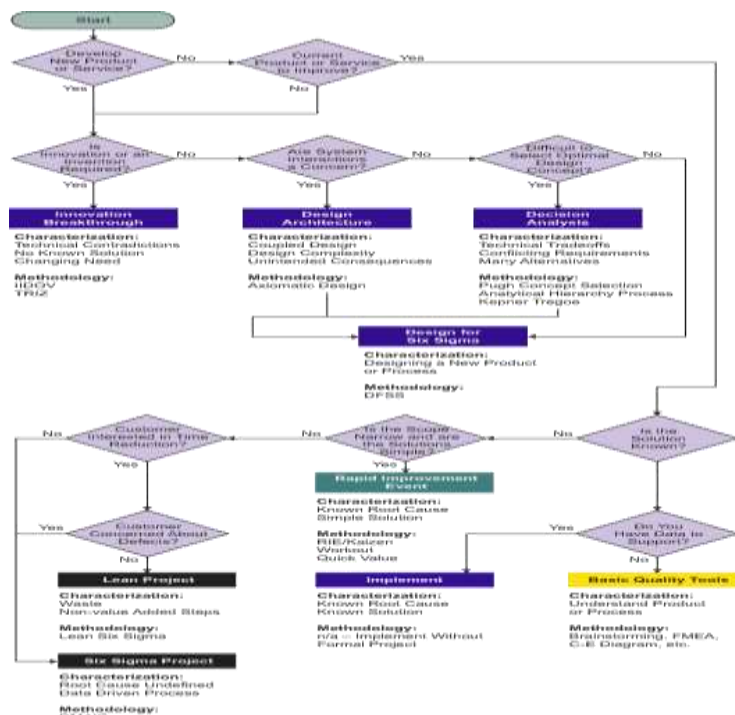 Start
Develop
New Product
or Service?
No
Current
Product or Service
to Improve?
Yes
Yes
No
Is
Innovation or an
Invention
Required?
No
Are System
Interactions
a Concern?
No
Difficult to
Select Optimal
Design
Concept?
No
Yes
Yes
Yes
Innovation
Breakthrough
Characterization:
Technical Contradictions
No Known Solution
Changing Need
Methodology:
IIDOV
TRIZ
Design
Architecture
Characterization:
Coupled Design
Design Complexity
Unintended Consequences
Methodology:
Axiomatic Design
Decision
Analysis
Characterization:
Technical Tradeoffs
Conflicting Requirements
Many Alternatives
Methodology:
Pugh Concept Selection
Analytical Hierarchy Process
Kepner Tregoe
Design for
Six Sigma
Characterization:
Designing a New Product
or Process
Methodology:
DFSS
No
Customer
Interested in Time
Reduction?
No
Is the Scope
Narrow and are
the Solutions
Simple?
No
Is the
Solution
Known?
Yes
Yes
Rapid Improvement
Event
Characterization:
Known Root Cause
Simple Solution
Methodology:
RIE/Kaizen
Workout
Quick Value
Yes
Customer
Concerned About
Defects?
No
Yes
Do You
Have Data to
Support?
No
Lean Project
Characterization:
Waste
Non-value Added Steps
Methodology:
Lean Six Sigma
Implement
Characterization:
Known Root Cause
Known Solution
Methodology:
n/a – Implement Without
Formal Project
Basic Quality Tools
Characterization:
Understand Product
or Process
Methodology:
Brainstorming, FMEA,
C-E Diagram, etc.
Six Sigma Project
Characterization:
Root Cause Undefined
Data Driven Process
Methodology: